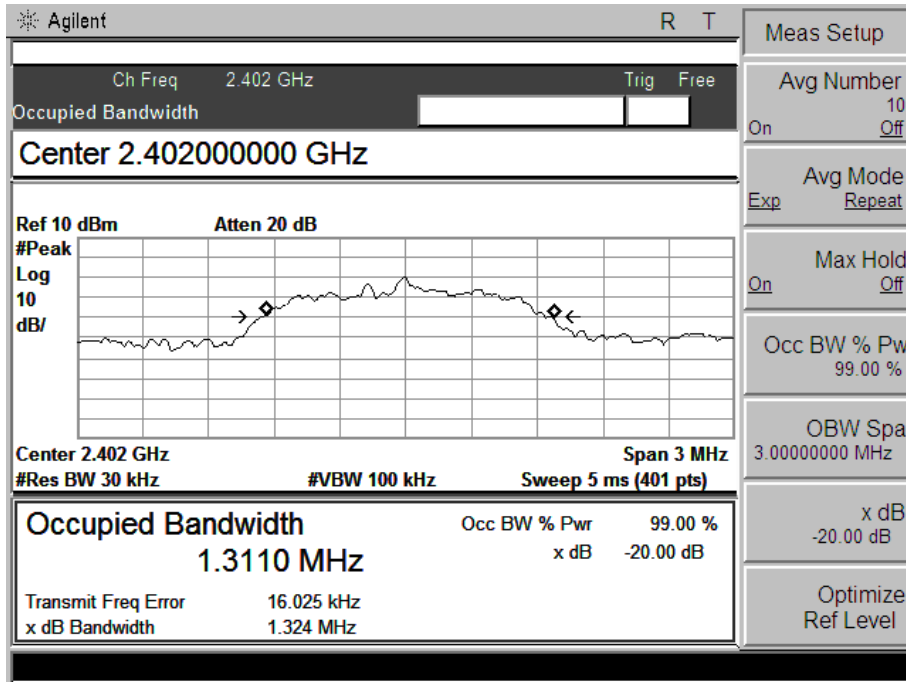 Agilent R T
Ch Freq 2.402 GHz Trig Free
Occupied Bandwidth
Center 2.402000000 GHz
Ref 10 dBm Atten 20 dB
#Peak
Log
10
dB/
Center 2.402 GHz Span 3 MHz
#Res BW 30 kHz #VBW 100 kHz Sweep 5 ms (401 pts)
Occupied Bandwidth Occ BW % Pwr 99.00 %
1.3110 MHz x dB -20.00 dB
Transmit Freq Error 16.025 kHz
x dB Bandwidth 1.324 MHz
Meas Setup
Avg Number
10
On Off
Avg Mode
Exp Repeat
Max Hold
On Off
Occ BW % Pw
99.00 %
OBW Spa
3.00000000 MHz
x dB
-20.00 dB
Optimize
Ref Level